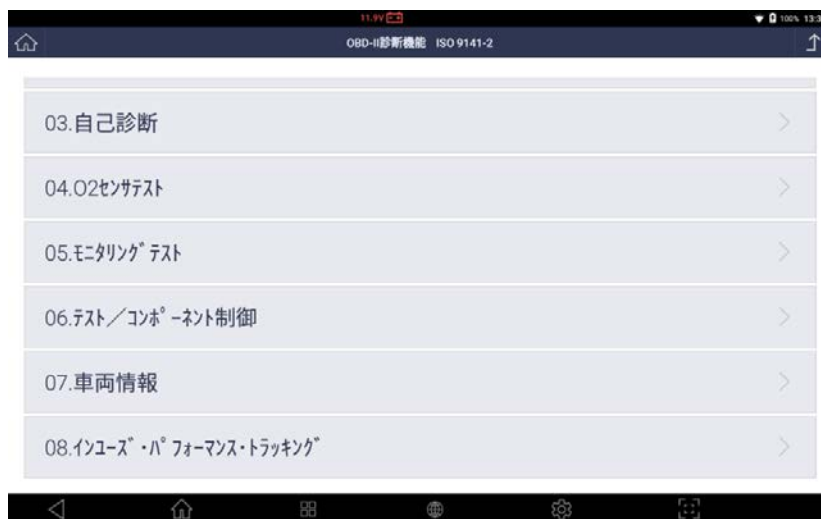 11.9V
100% 13:3
OBD-II診断機能 ISO 9141-2
03.自己診断
04.O2ｾﾝｻﾃｽﾄ
05.ﾓﾆﾀﾘﾝｸﾞﾃｽﾄ
06.ﾃｽﾄ／ｺﾝﾎﾟｰﾈﾝﾄ制御
07.車両情報
08.ｲﾝﾕｰｽﾞ・ﾊﾟﾌｫｰﾏﾝｽ・ﾄﾗｯｷﾝｸﾞ